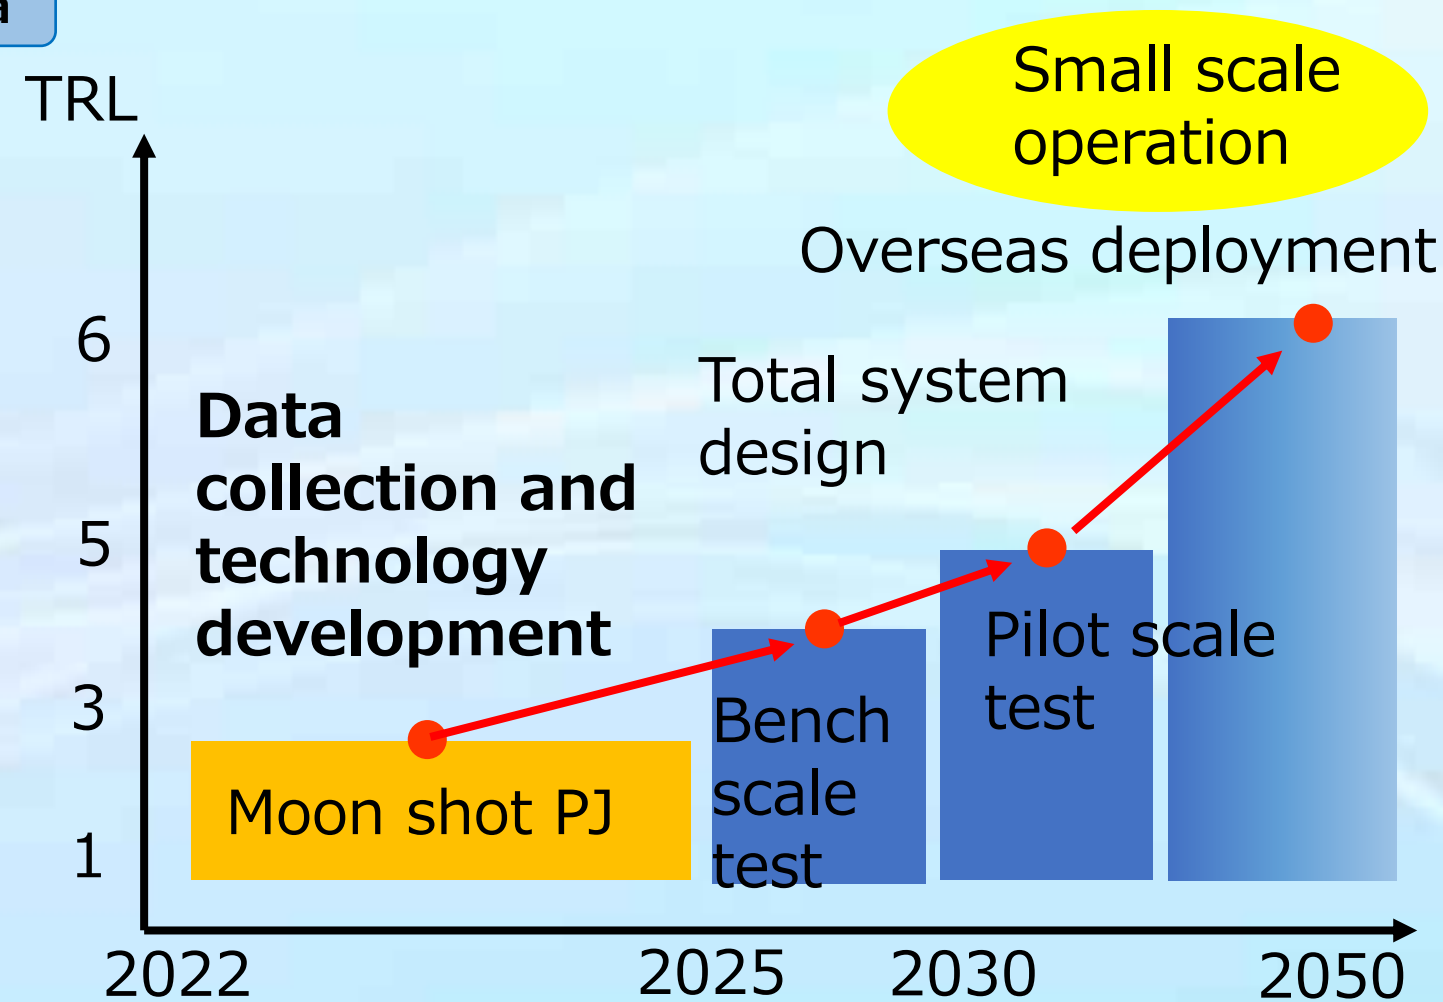 TRL
Small scale
operation
Overseas deployment
6
Total system
design
Data
collection and
technology
development
5
Pilot scale
test
3
Bench
scale
test
Moon shot PJ
1
2022
2025
2030
2050